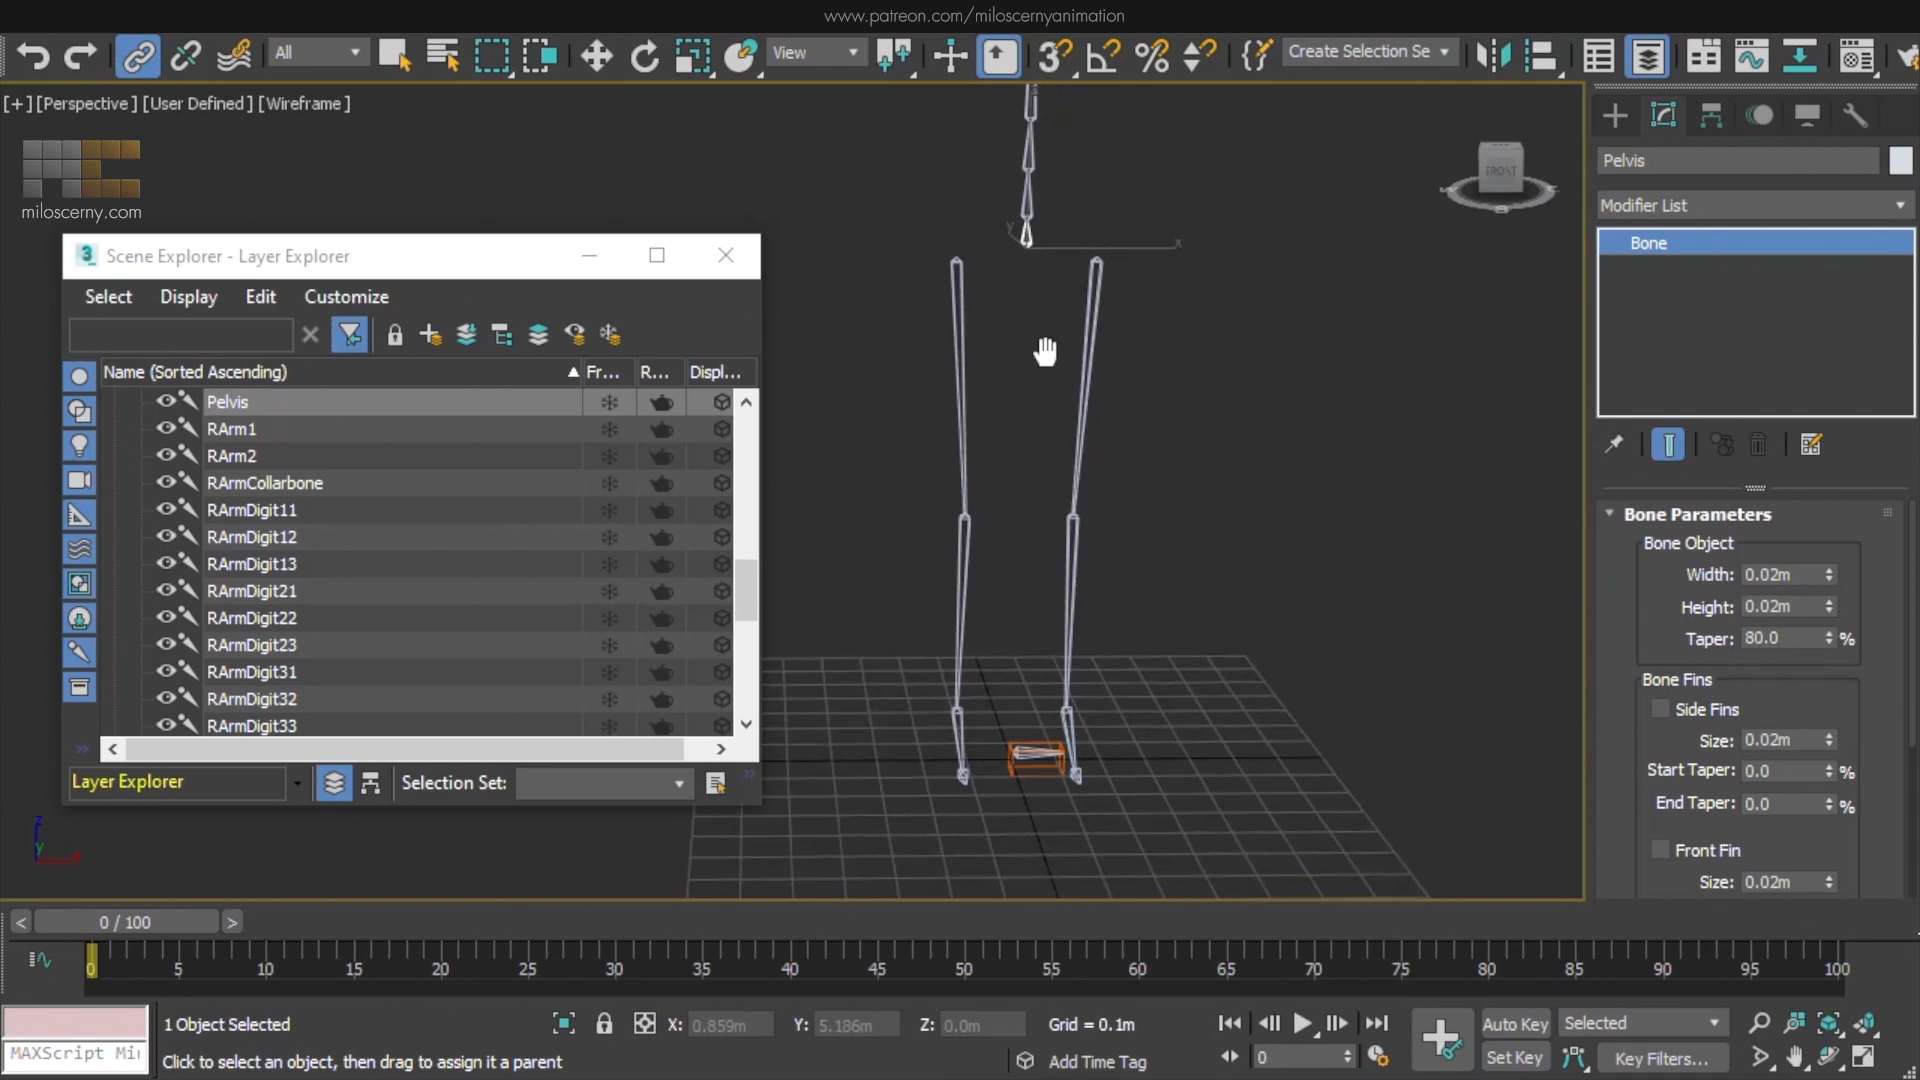 www.patreon.com/miloscernyanimation
All
View
Create Selection Se
[+] [Perspective ] [User Defined ] [Wireframe ]
miloscerny.com
FRONT
y
x
Pelvis
Modifier List
Bone
Scene Explorer - Layer Explorer
Select Display Edit Customize
Name (Sorted Ascending) Fr... R... Displ...
Pelvis
RArm1
RArm2
RArmCollarbone
RArmDigit11
RArmDigit12
RArmDigit13
RArmDigit21
RArmDigit22
RArmDigit23
RArmDigit31
RArmDigit32
RArmDigit33
Layer Explorer
Selection Set:
Bone Parameters
Bone Object
Width: 0.02m
Height: 0.02m
Taper: 80.0 %
Bone Fins
Side Fins
Size: 0.02m
Start Taper: 0.0 %
End Taper: 0.0 %
Front Fin
Size: 0.02m
z
y
< 0 / 100 >
0 5 10 15 20 25 30 35 40 45 50 55 60 65 70 75 80 85 90 95 100
1 Object Selected X: 0.859m Y: 5.186m Z: 0.0m Grid = 0.1m Auto Key Selected
MAXScript Mi
Click to select an object, then drag to assign it a parent Add Time Tag 0 Set Key Key Filters...